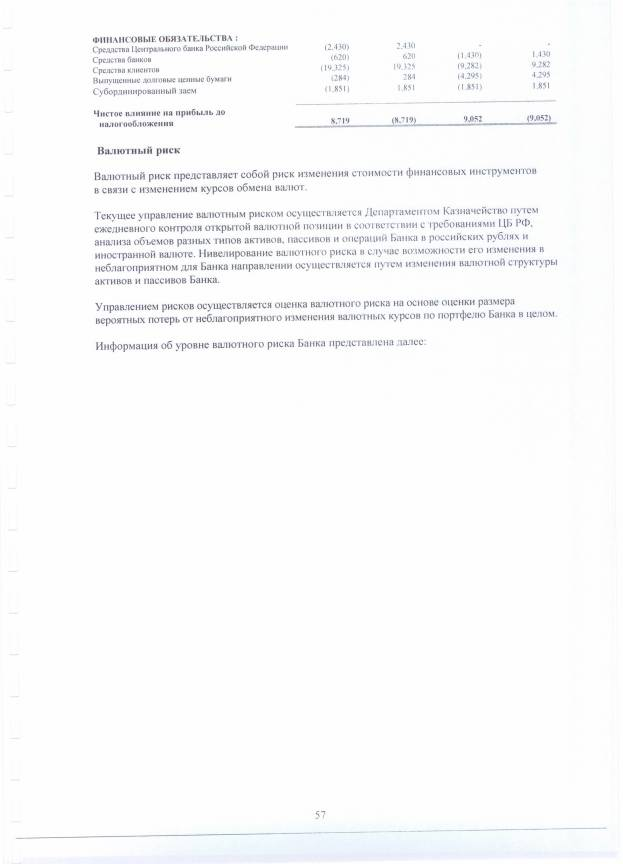 ФИНАНСОВЫЕ ОБЯЗАТЕЛЬСТВА :
Среддства Центрального банка Российской Федерации (2,430) 2,430 - -
Средства банков (620) 620 (1,430) 1,430
Средства клиентов (19,325) 19,325 (9,282) 9,282
Выпущенные долговые ценные бумаги (284) 284 (4,295) 4,295
Субординированный заем (1,851) 1,851 (1,851) 1,851
Чистое влияние на прибыль до
налогообложения 8,719 (8,719) 9,052 (9,052)
Валютный риск
Валютный риск представляет собой риск изменения стоимости финансовых инструментов
в связи с изменением курсов обмена валют.
Текущее управление валютным риском осуществляется Департаментом Казначейство путем
ежедневного контроля открытой валютной позиции в соответствии с требованиями ЦБ РФ,
анализа объемов разных типов активов, пассивов и операций Банка в российских рублях и
иностранной валюте. Нивелирование валютного риска в случае возможности его изменения в
неблагоприятном для Банка направлении осуществляется путем изменения валютной структуры
активов и пассивов Банка.
Управлением рисков осуществляется оценка валютного риска на основе оценки размера
вероятных потерь от неблагоприятного изменения валютных курсов по портфелю Банка в целом.
Информация об уровне валютного риска Банка представлена далее:
57